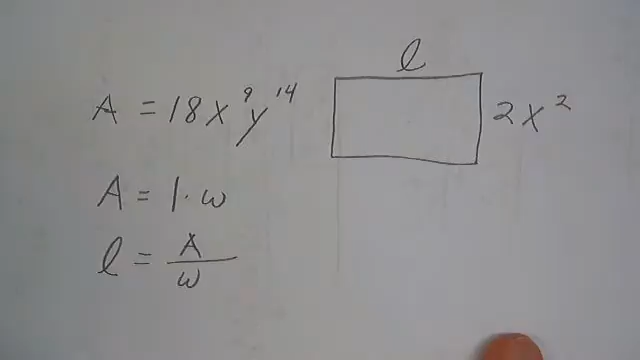 l
A = 18x⁹y¹⁴
2x²
A = l · w
l = A/w